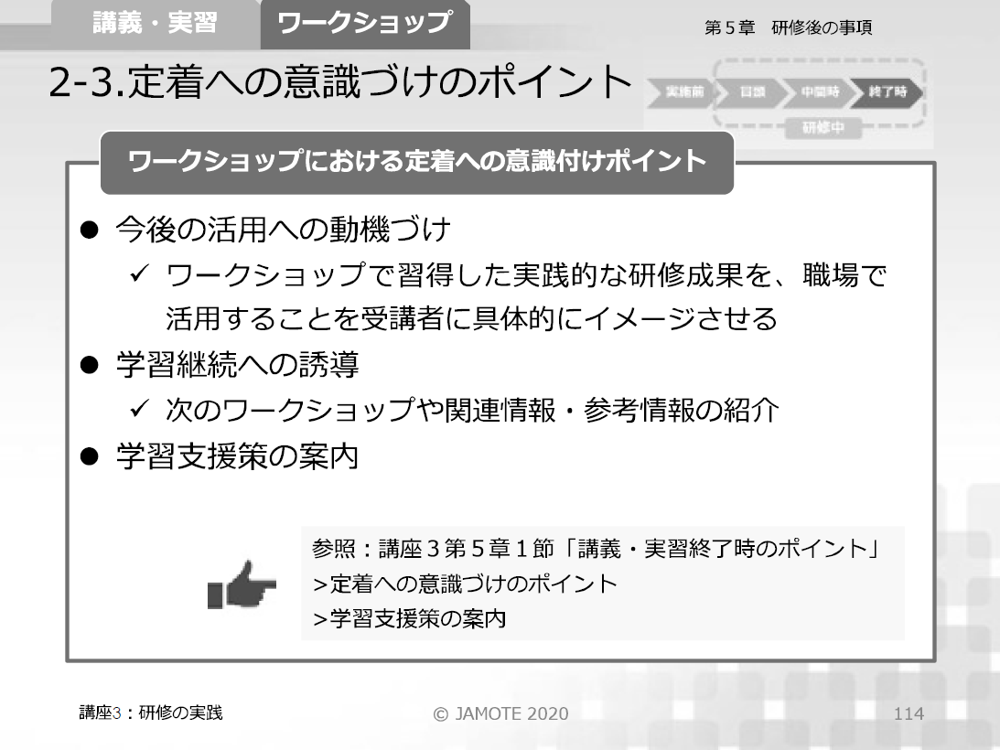 講義・実習
ワークショップ
第５章　研修後の事項
2-3.定着への意識づけのポイント
実施前
冒頭
中間時
終了時
研修中
ワークショップにおける定着への意識付けポイント
● 今後の活用への動機づけ
✓ ワークショップで習得した実践的な研修成果を、職場で
活用することを受講者に具体的にイメージさせる
● 学習継続への誘導
✓ 次のワークショップや関連情報・参考情報の紹介
● 学習支援策の案内
参照：講座３第５章１節「講義・実習終了時のポイント」
>定着への意識づけのポイント
>学習支援策の案内
講座3：研修の実践
© JAMOTE 2020
114